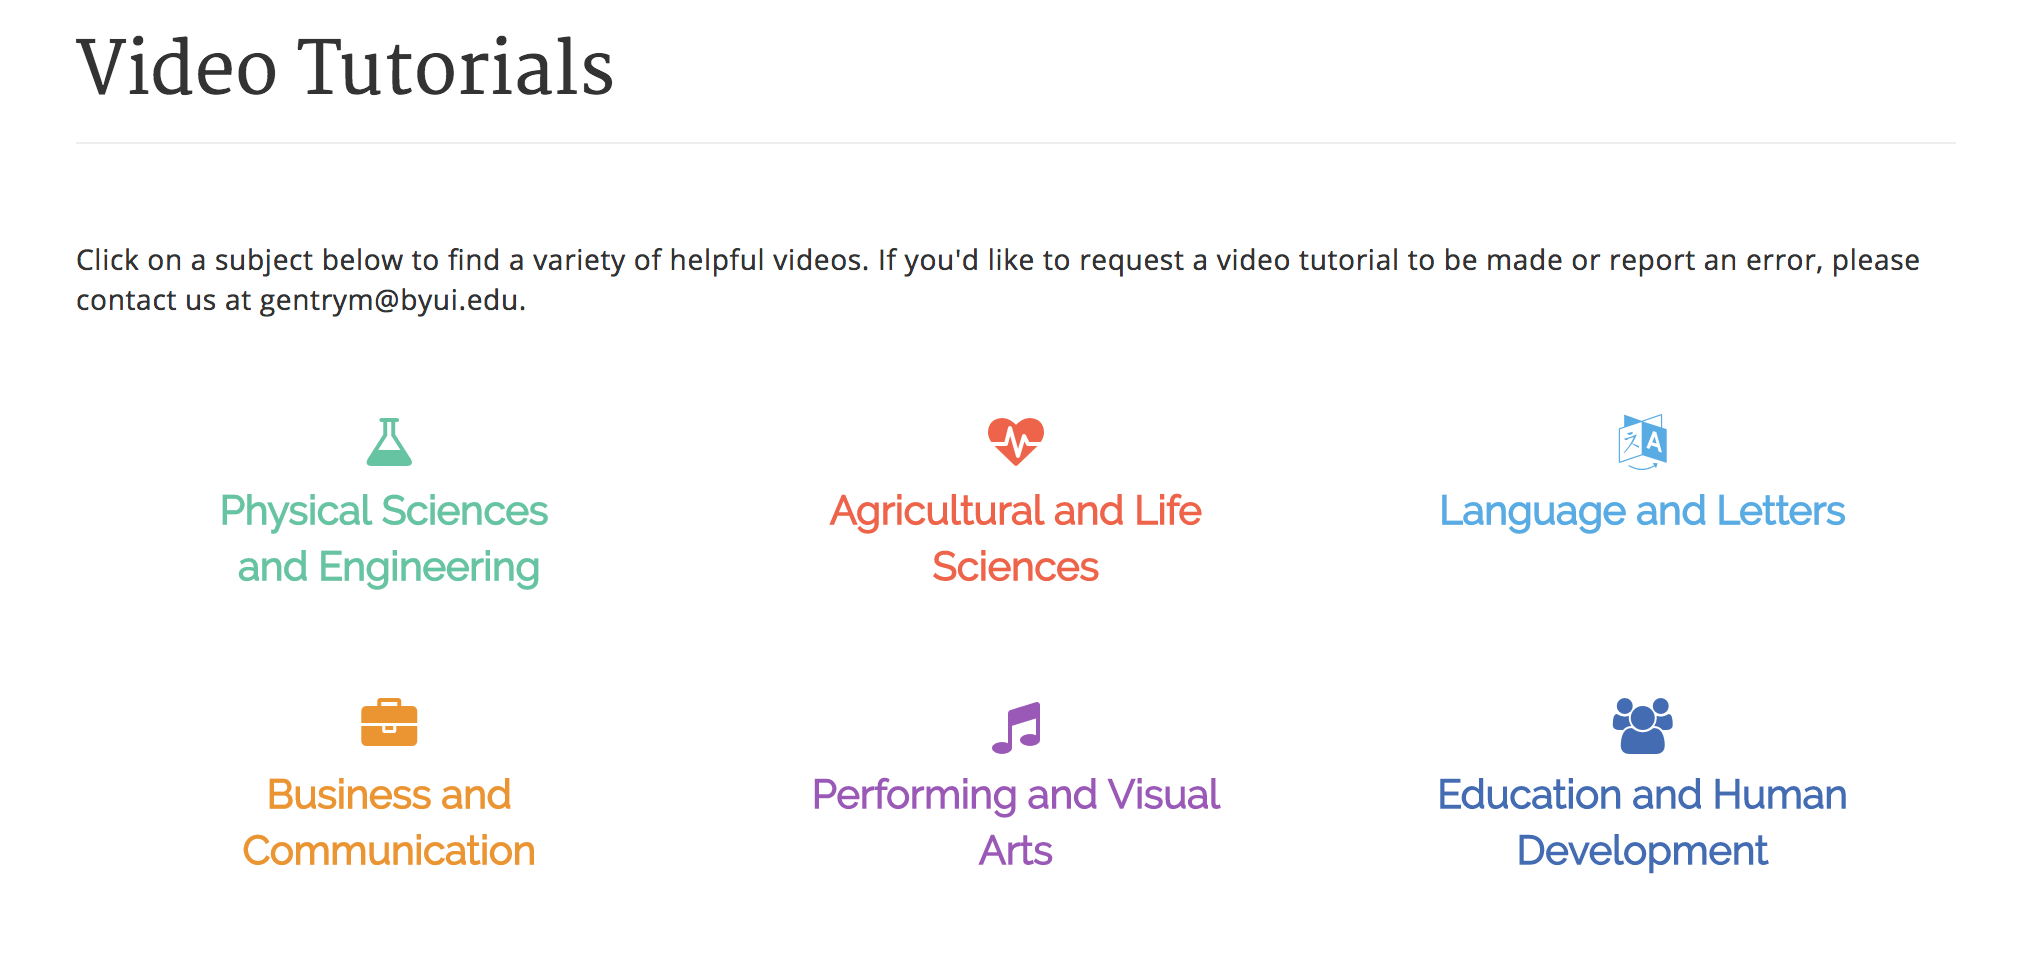 Video Tutorials
Click on a subject below to find a variety of helpful videos. If you'd like to request a video tutorial to be made or report an error, please
contact us at gentrym@byui.edu.
Physical Sciences
and Engineering
Agricultural and Life
Sciences
Language and Letters
Business and
Communication
Performing and Visual
Arts
Education and Human
Development